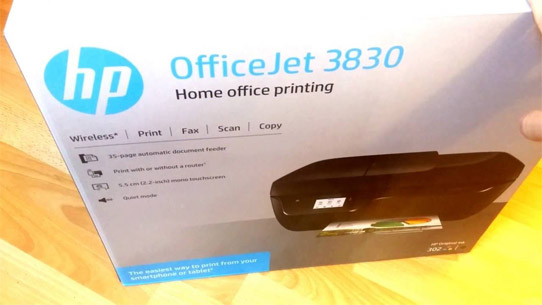 hp
OfficeJet 3830
Home office printing
Wireless* | Print | Fax | Scan | Copy
35-page automatic document feeder
Print with or without a router¹
5.5 cm (2.2-inch) mono touchscreen
Quiet mode
HP Original ink
302
The easiest way to print from your
smartphone or tablet²